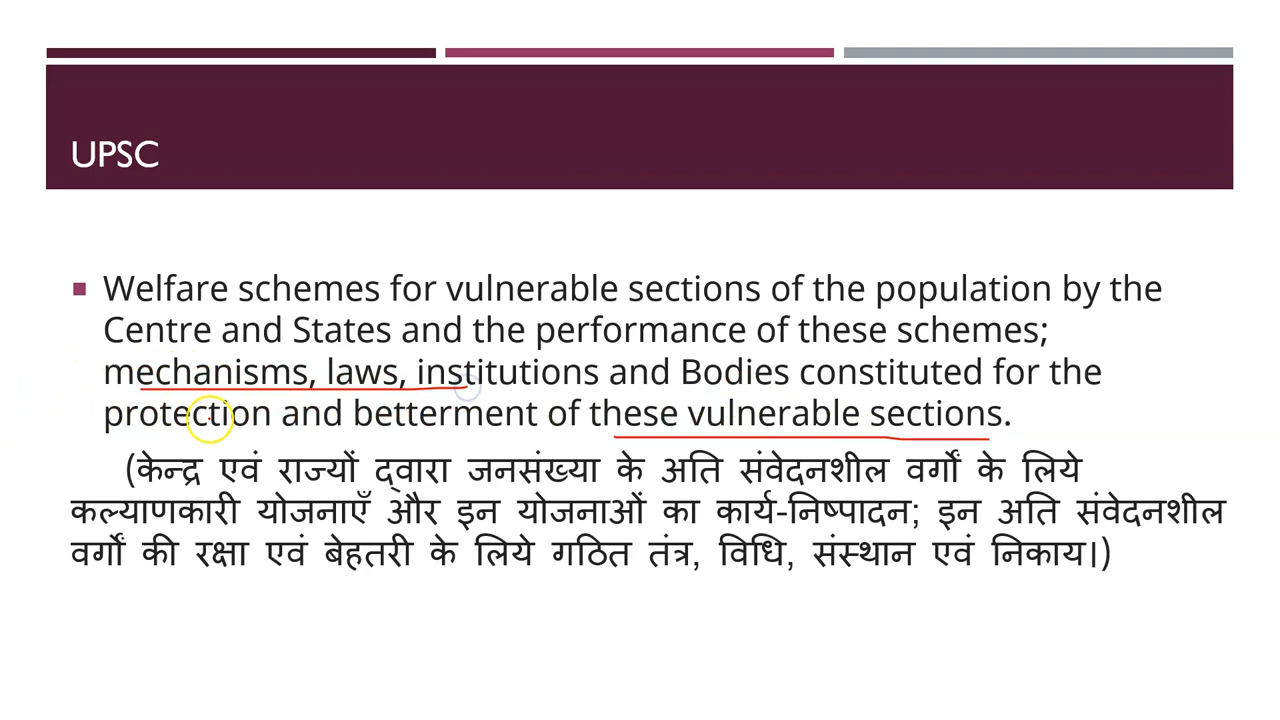 UPSC
Welfare schemes for vulnerable sections of the population by the
Centre and States and the performance of these schemes;
mechanisms, laws, institutions and Bodies constituted for the
protection and betterment of these vulnerable sections.
(केन्द्र एवं राज्यों द्वारा जनसंख्या के अति संवेदनशील वर्गों के लिये
कल्याणकारी योजनाएँ और इन योजनाओं का कार्य-निष्पादन; इन अति संवेदनशील
वर्गों की रक्षा एवं बेहतरी के लिये गठित तंत्र, विधि, संस्थान एवं निकाय।)